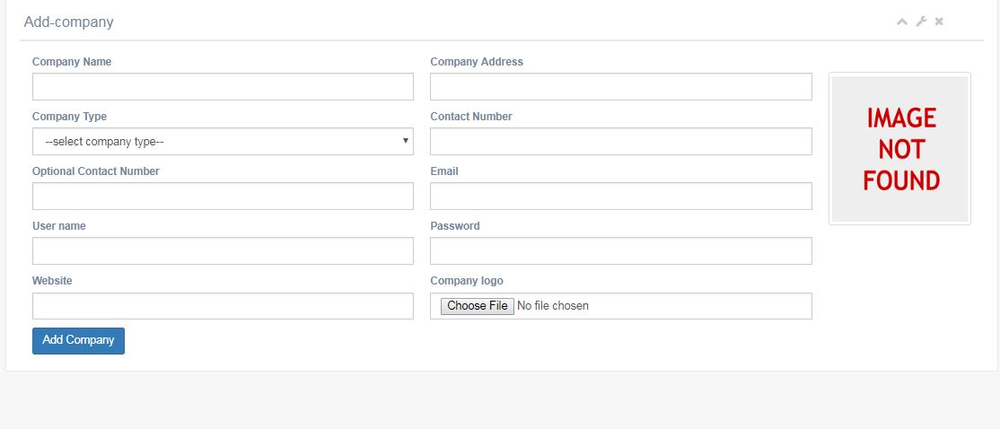 Add-company
Company Name
Company Address
Company Type
Contact Number
--select company type--
Optional Contact Number
Email
User name
Password
Website
Company logo
Choose File No file chosen
Add Company
IMAGE
NOT
FOUND